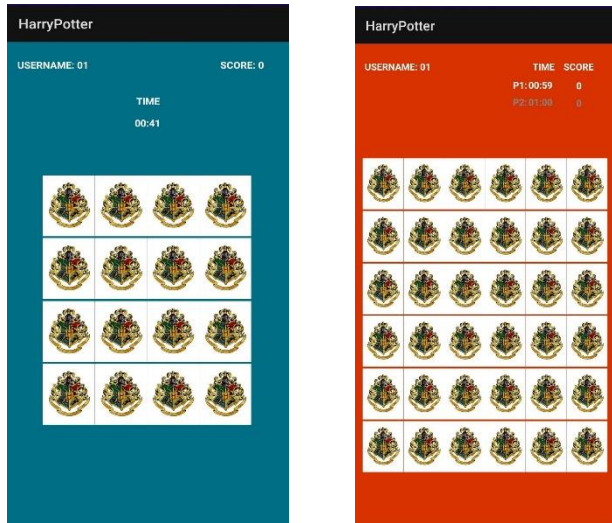 HarryPotter
USERNAME: 01 SCORE: 0
TIME
00:41
HarryPotter
USERNAME: 01 TIME SCORE
P1: 00:59 0
P2: 01:00 0